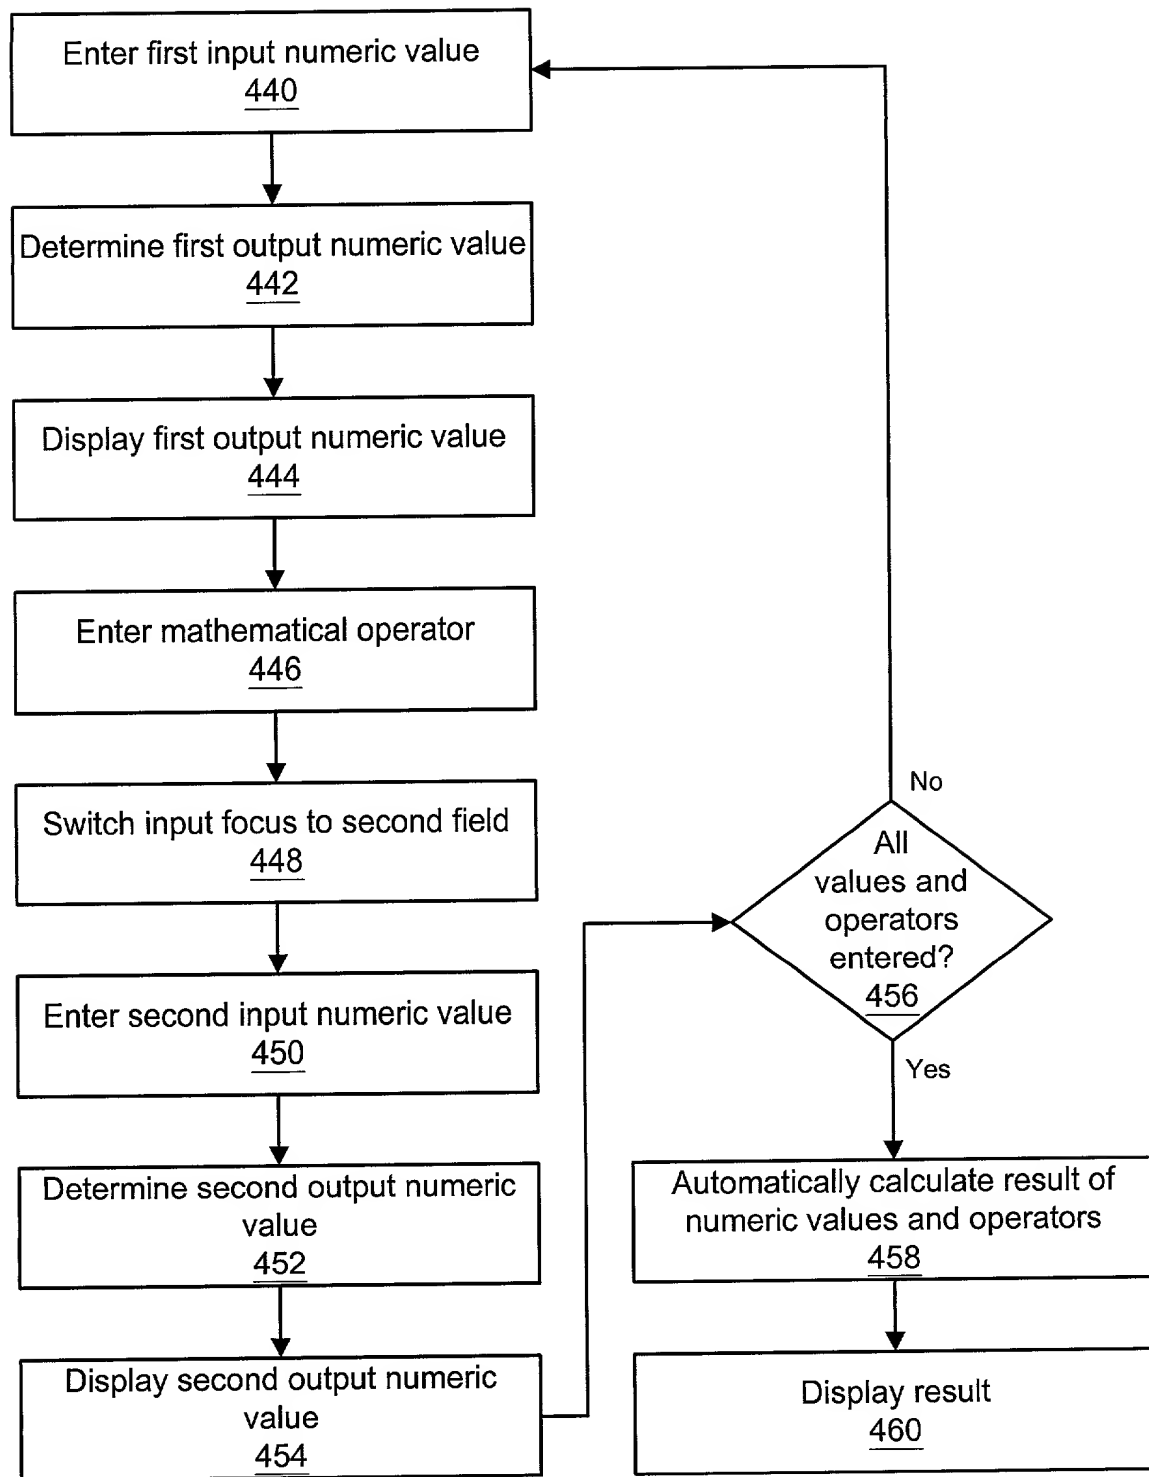 Enter first input numeric value
440
Determine first output numeric value
442
Display first output numeric value
444
Enter mathematical operator
446
Switch input focus to second field
448
Enter second input numeric value
450
Determine second output numeric
value
452
Display second output numeric
value
454
No
All
values and
operators
entered?
456
Yes
Automatically calculate result of
numeric values and operators
458
Display result
460